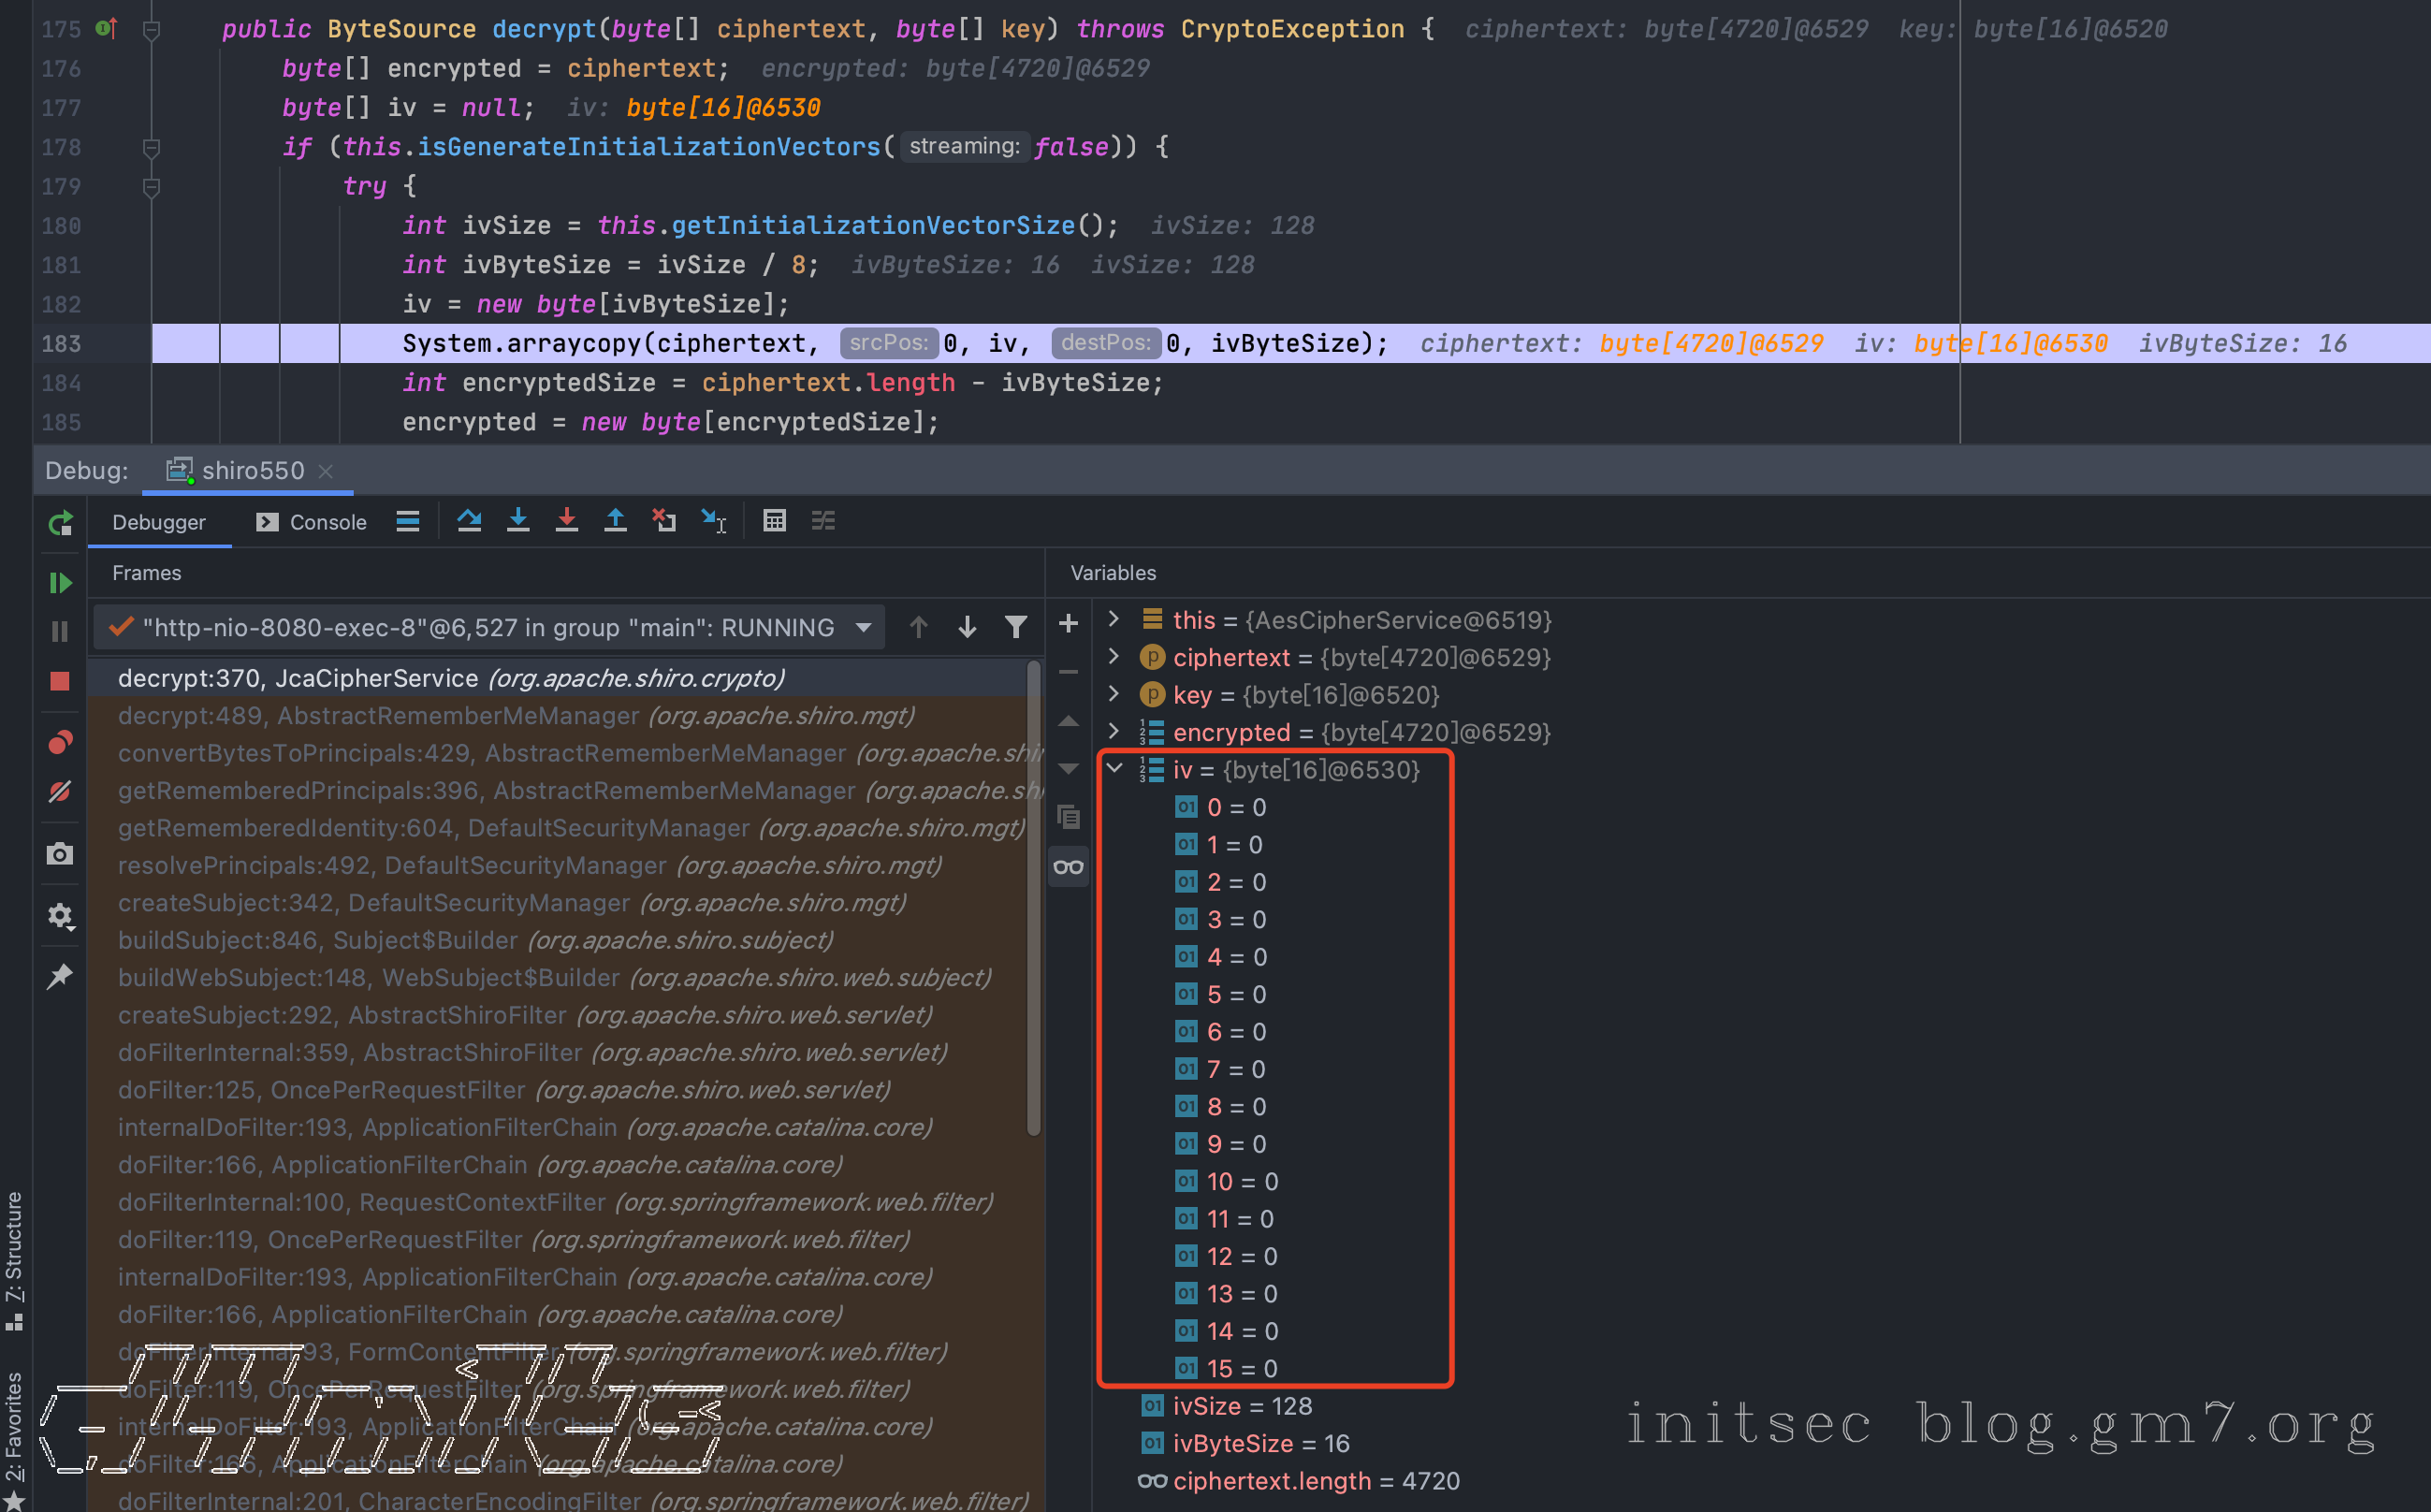 175 public ByteSource decrypt(byte[] ciphertext, byte[] key) throws CryptoException { ciphertext: byte[4720]@6529 key: byte[16]@6520
176 byte[] encrypted = ciphertext; encrypted: byte[4720]@6529
177 byte[] iv = null; iv: byte[16]@6530
178 if (this.isGenerateInitializationVectors( streaming: false)) {
179 try {
180 int ivSize = this.getInitializationVectorSize(); ivSize: 128
181 int ivByteSize = ivSize / 8; ivByteSize: 16 ivSize: 128
182 iv = new byte[ivByteSize];
183 System.arraycopy(ciphertext, srcPos: 0, iv, destPos: 0, ivByteSize); ciphertext: byte[4720]@6529 iv: byte[16]@6530 ivByteSize: 16
184 int encryptedSize = ciphertext.length - ivByteSize;
185 encrypted = new byte[encryptedSize];
Debug: shiro550
Debugger Console
Frames
"http-nio-8080-exec-8"@6,527 in group "main": RUNNING
decrypt:370, JcaCipherService (org.apache.shiro.crypto)
decrypt:489, AbstractRememberMeManager (org.apache.shiro.mgt)
convertBytesToPrincipals:429, AbstractRememberMeManager (org.apache.shir
getRememberedPrincipals:396, AbstractRememberMeManager (org.apache.shi
getRememberedIdentity:604, DefaultSecurityManager (org.apache.shiro.mgt)
resolvePrincipals:492, DefaultSecurityManager (org.apache.shiro.mgt)
createSubject:342, DefaultSecurityManager (org.apache.shiro.mgt)
buildSubject:846, Subject$Builder (org.apache.shiro.subject)
buildWebSubject:148, WebSubject$Builder (org.apache.shiro.web.subject)
createSubject:292, AbstractShiroFilter (org.apache.shiro.web.servlet)
doFilterInternal:359, AbstractShiroFilter (org.apache.shiro.web.servlet)
doFilter:125, OncePerRequestFilter (org.apache.shiro.web.servlet)
internalDoFilter:193, ApplicationFilterChain (org.apache.catalina.core)
doFilter:166, ApplicationFilterChain (org.apache.catalina.core)
doFilterInternal:100, RequestContextFilter (org.springframework.web.filter)
doFilter:119, OncePerRequestFilter (org.springframework.web.filter)
internalDoFilter:193, ApplicationFilterChain (org.apache.catalina.core)
doFilter:166, ApplicationFilterChain (org.apache.catalina.core)
doFilterInternal:93, FormContentFilter (org.springframework.web.filter)
doFilter:119, OncePerRequestFilter (org.springframework.web.filter)
internalDoFilter:193, ApplicationFilterChain (org.apache.catalina.core)
doFilter:166, ApplicationFilterChain (org.apache.catalina.core)
doFilterInternal:201, CharacterEncodingFilter (org.springframework.web.filter)
Variables
this = {AesCipherService@6519}
ciphertext = {byte[4720]@6529}
key = {byte[16]@6520}
encrypted = {byte[4720]@6529}
iv = {byte[16]@6530}
0 = 0
1 = 0
2 = 0
3 = 0
4 = 0
5 = 0
6 = 0
7 = 0
8 = 0
9 = 0
10 = 0
11 = 0
12 = 0
13 = 0
14 = 0
15 = 0
ivSize = 128
ivByteSize = 16
ciphertext.length = 4720
7: Structure
2: Favorites
initsec blog.gm7.org